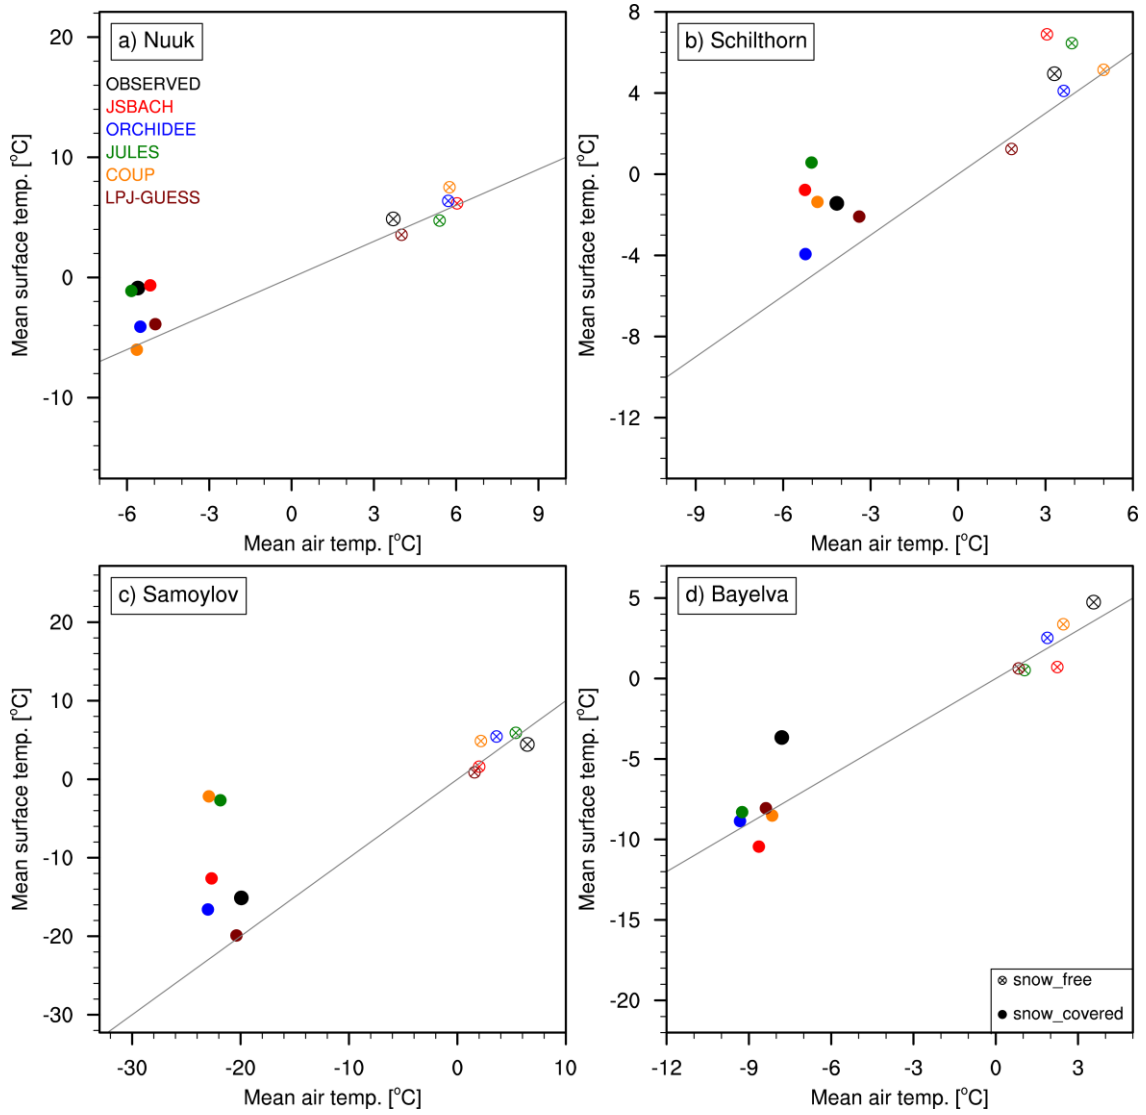 a) Nuuk
OBSERVED
JSBACH
ORCHIDEE
JULES
COUP
LPJ-GUESS
20
10
0
-10
Mean surface temp. [°C]
-6 -3 0 3 6 9
Mean air temp. [°C]
b) Schilthorn
8
4
0
-4
-8
-12
Mean surface temp. [°C]
-9 -6 -3 0 3 6
Mean air temp. [°C]
c) Samoylov
20
10
0
-10
-20
-30
Mean surface temp. [°C]
-30 -20 -10 0 10
Mean air temp. [°C]
d) Bayelva
5
0
-5
-10
-15
-20
Mean surface temp. [°C]
snow_free
snow_covered
-12 -9 -6 -3 0 3
Mean air temp. [°C]